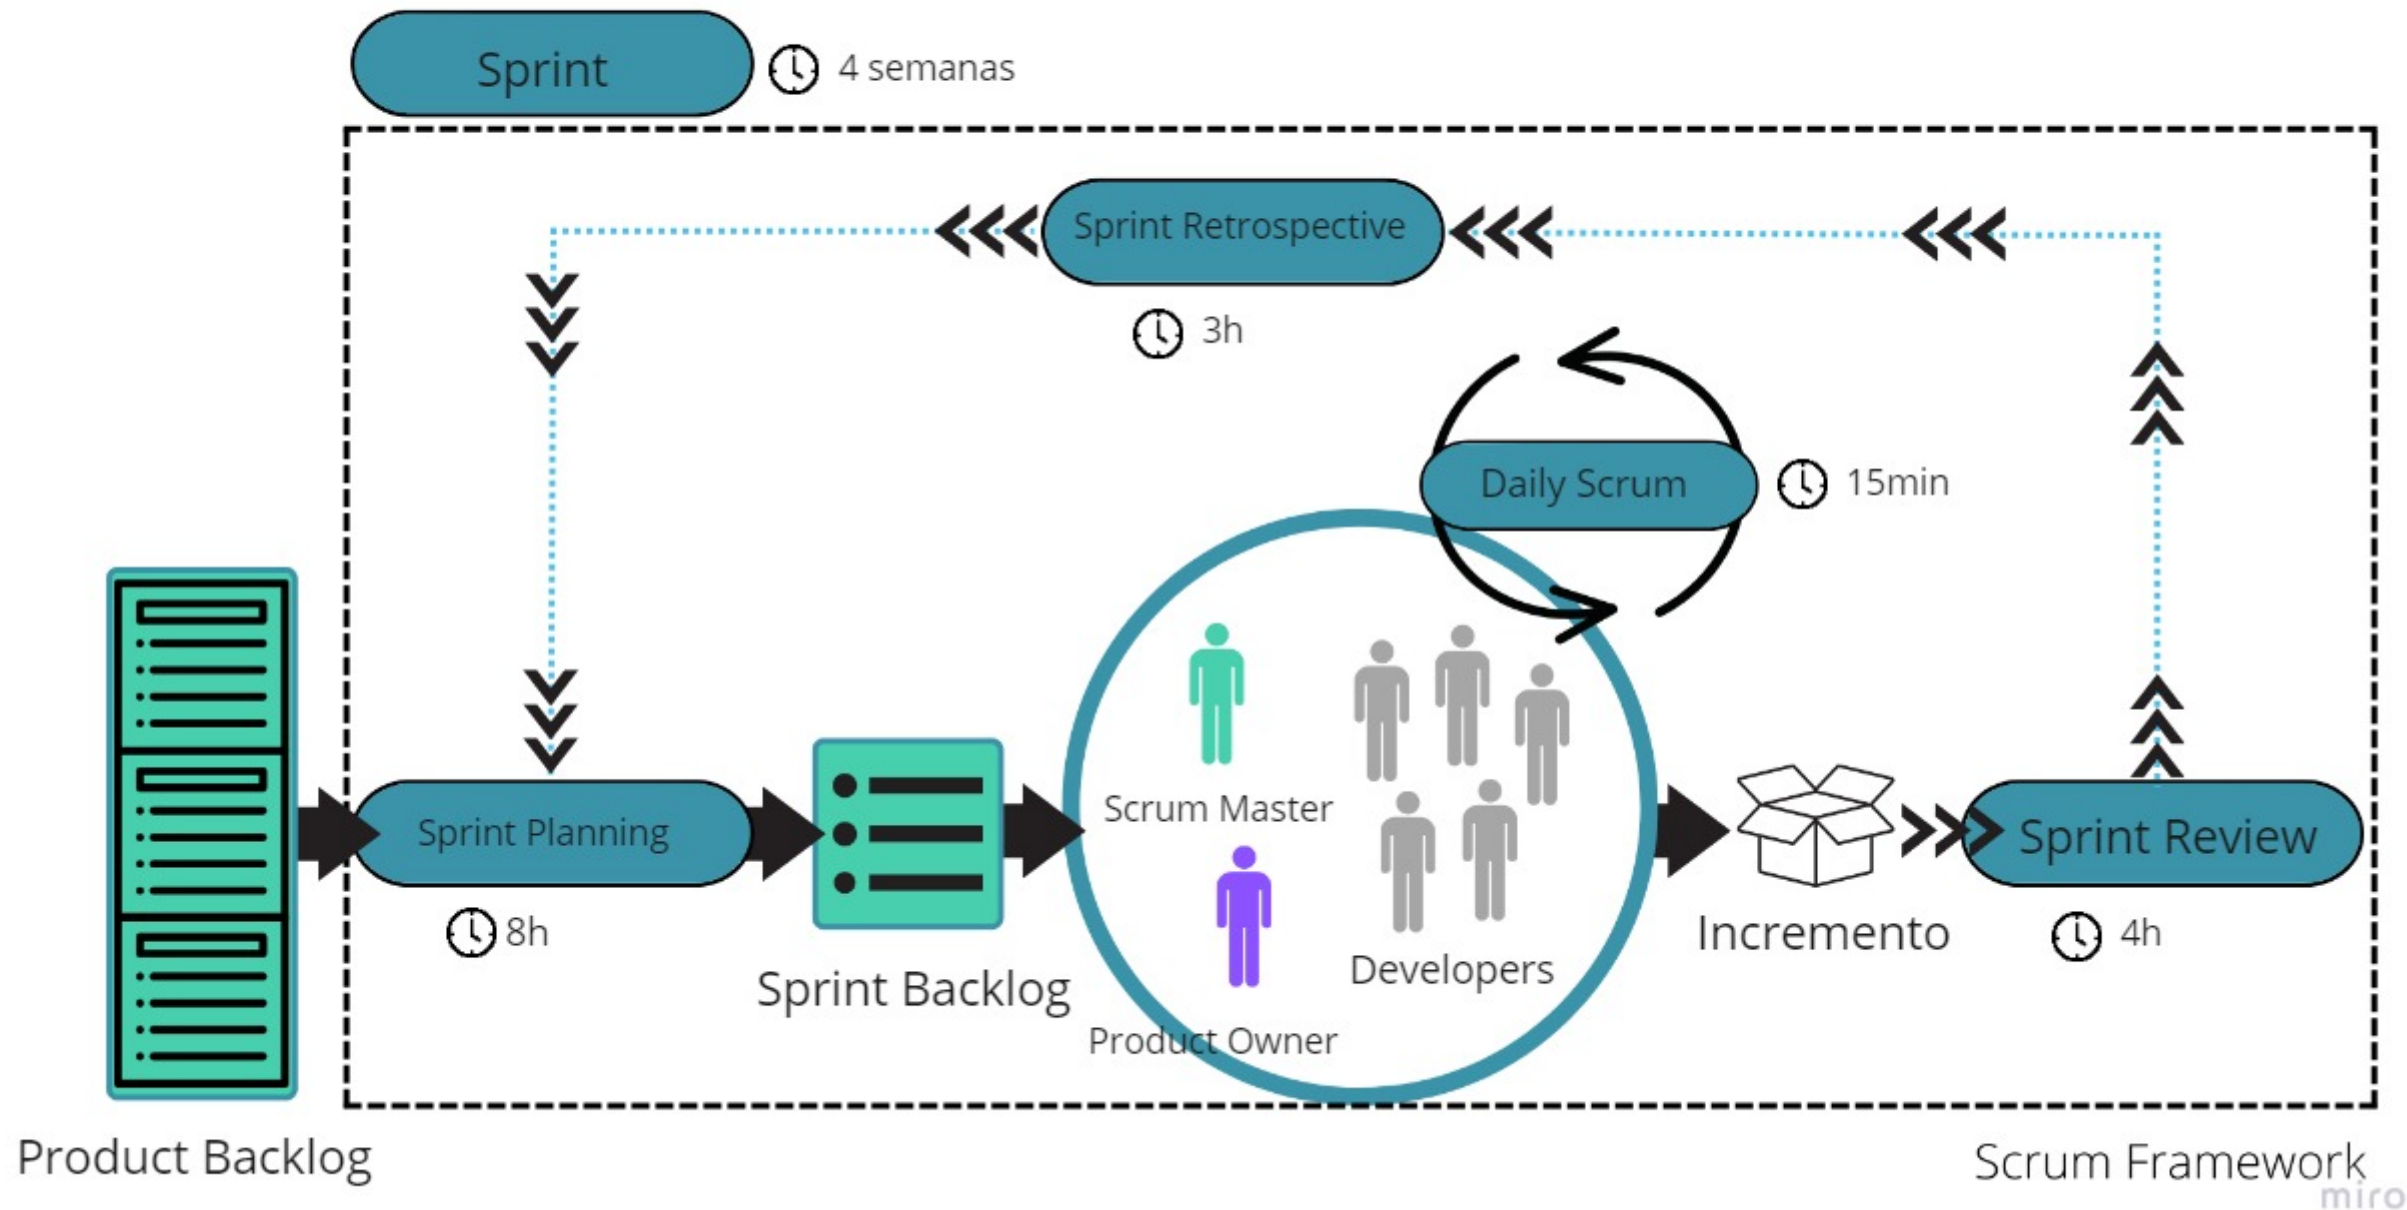 Sprint
4 semanas
Sprint Retrospective
3h
Daily Scrum
15min
Scrum Master
Sprint Planning
Sprint Review
8h
Incremento
4h
Developers
Sprint Backlog
Product Owner
Product Backlog
Scrum Framework
miro